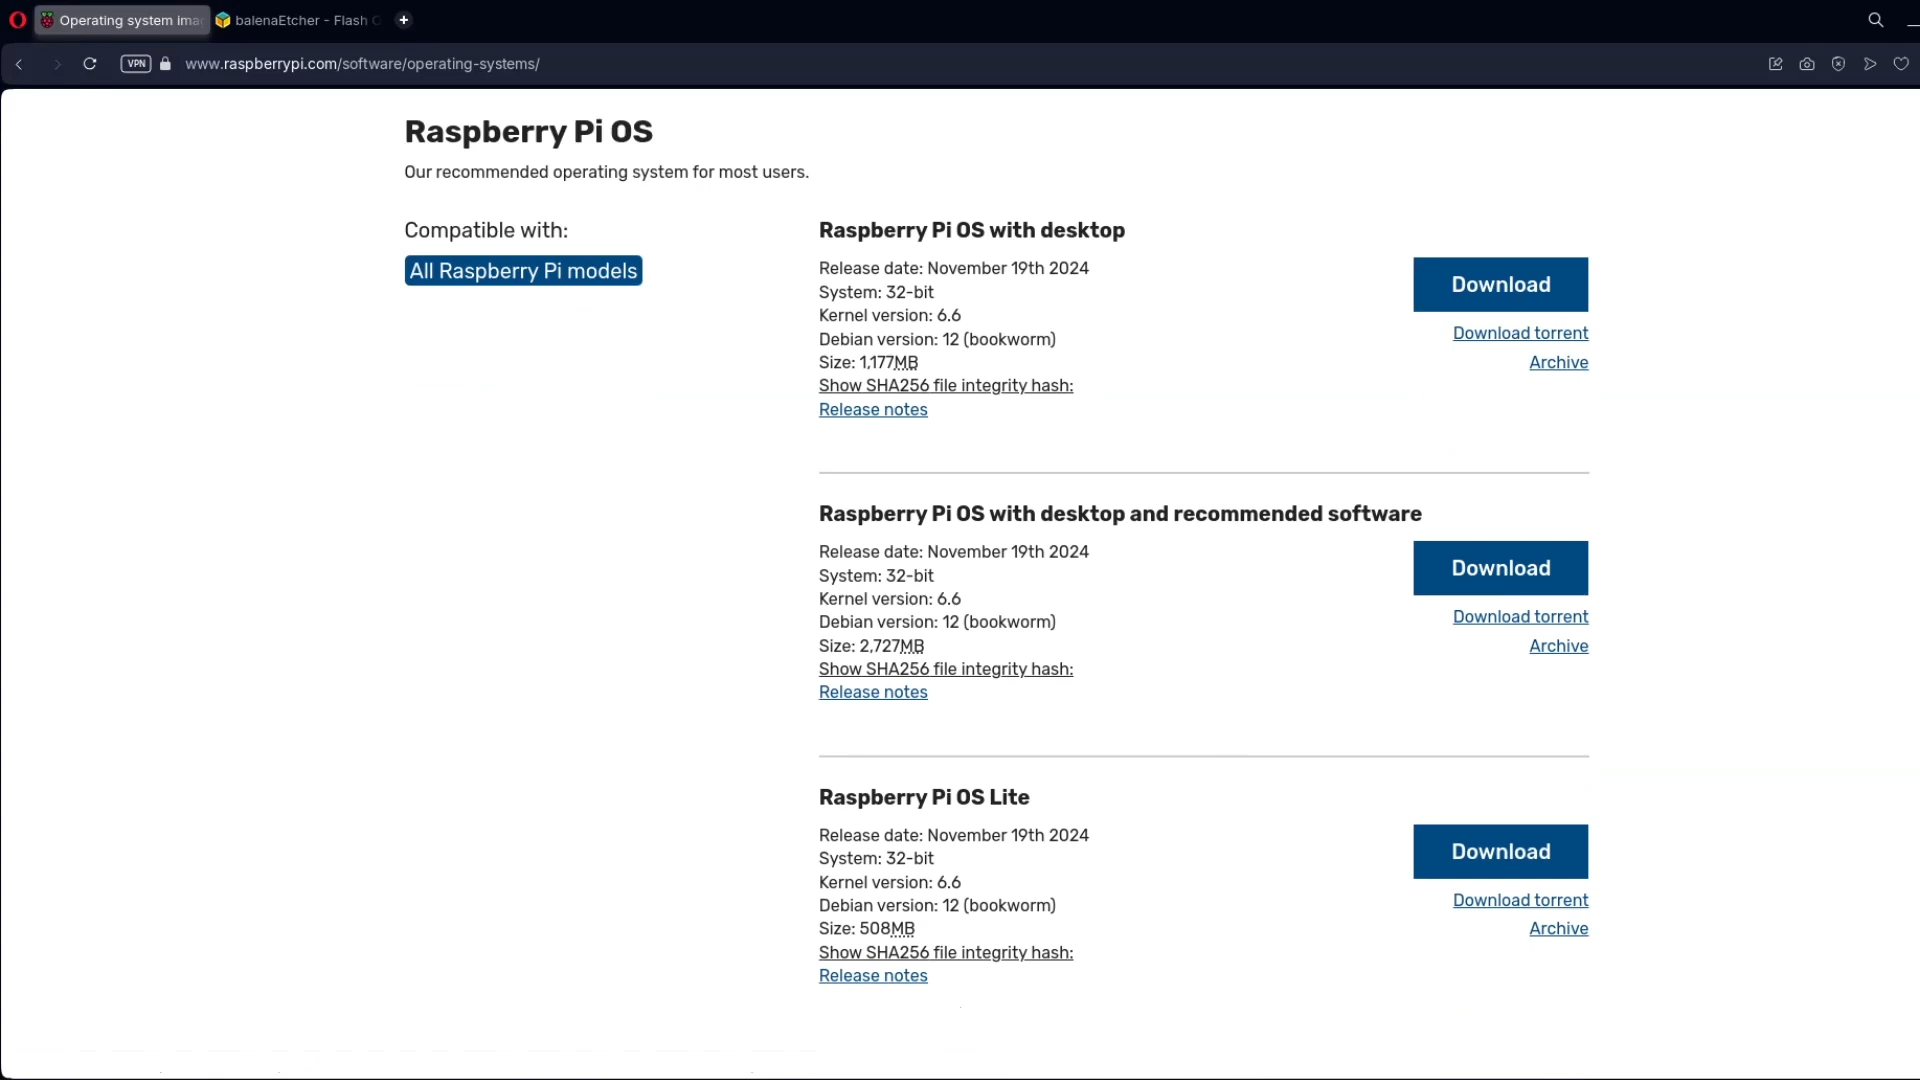 Operating system ima
balenaEtcher - Flash
VPN
www.raspberrypi.com/software/operating-systems/
Raspberry Pi OS
Our recommended operating system for most users.
Compatible with:
All Raspberry Pi models
Raspberry Pi OS with desktop
Release date: November 19th 2024
System: 32-bit
Kernel version: 6.6
Debian version: 12 (bookworm)
Size: 1,177MB
Show SHA256 file integrity hash:
Release notes
Download
Download torrent
Archive
Raspberry Pi OS with desktop and recommended software
Release date: November 19th 2024
System: 32-bit
Kernel version: 6.6
Debian version: 12 (bookworm)
Size: 2,727MB
Show SHA256 file integrity hash:
Release notes
Download
Download torrent
Archive
Raspberry Pi OS Lite
Release date: November 19th 2024
System: 32-bit
Kernel version: 6.6
Debian version: 12 (bookworm)
Size: 508MB
Show SHA256 file integrity hash:
Release notes
Download
Download torrent
Archive